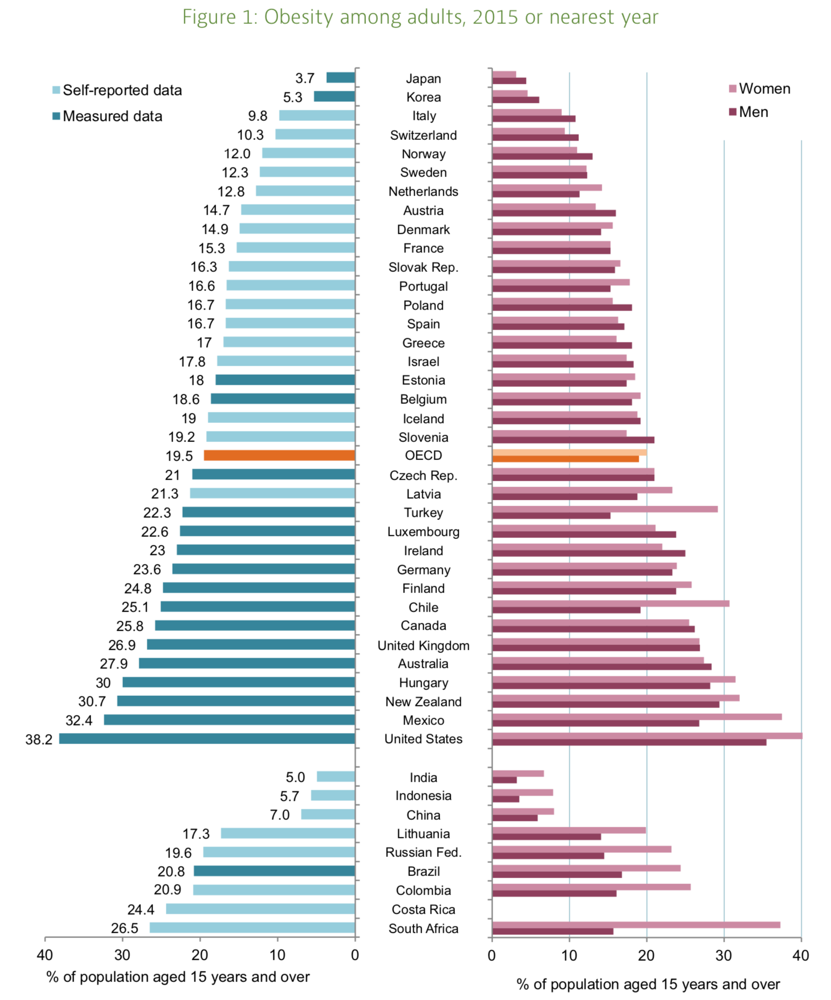 Figure 1: Obesity among adults, 2015 or nearest year
Self-reported data
Measured data
Women
Men
3.7 Japan
5.3 Korea
9.8 Italy
10.3 Switzerland
12.0 Norway
12.3 Sweden
12.8 Netherlands
14.7 Austria
14.9 Denmark
15.3 France
16.3 Slovak Rep.
16.6 Portugal
16.7 Poland
16.7 Spain
17 Greece
17.8 Israel
18 Estonia
18.6 Belgium
19 Iceland
19.2 Slovenia
19.5 OECD
21 Czech Rep.
21.3 Latvia
22.3 Turkey
22.6 Luxembourg
23 Ireland
23.6 Germany
24.8 Finland
25.1 Chile
25.8 Canada
26.9 United Kingdom
27.9 Australia
30 Hungary
30.7 New Zealand
32.4 Mexico
38.2 United States
5.0 India
5.7 Indonesia
7.0 China
17.3 Lithuania
19.6 Russian Fed.
20.8 Brazil
20.9 Colombia
24.4 Costa Rica
26.5 South Africa
40 30 20 10 0
% of population aged 15 years and over
0 10 20 30 40
% of population aged 15 years and over